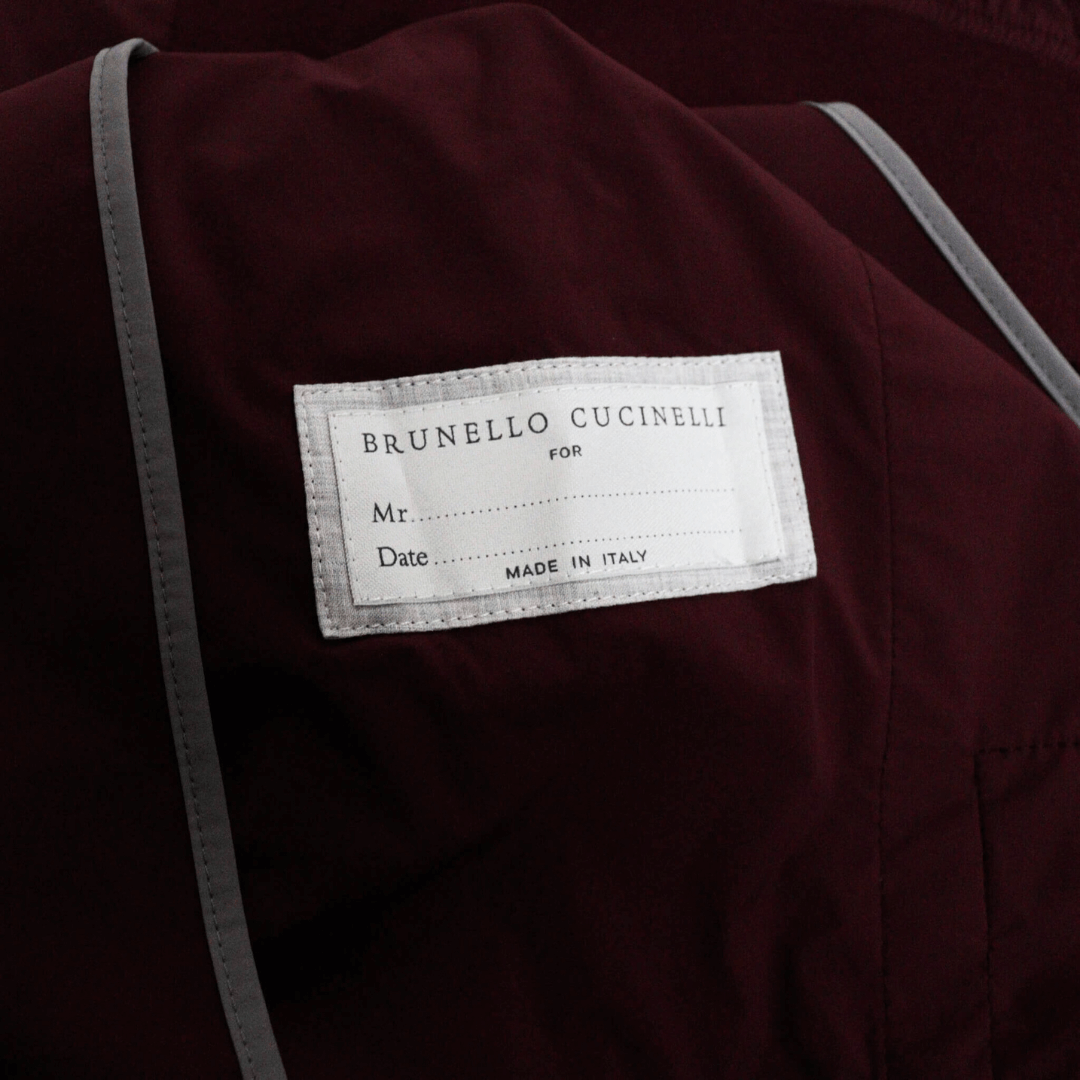 BRUNELLO CUCINELLI
FOR
Mr..............................................
Date..............................................
MADE IN ITALY